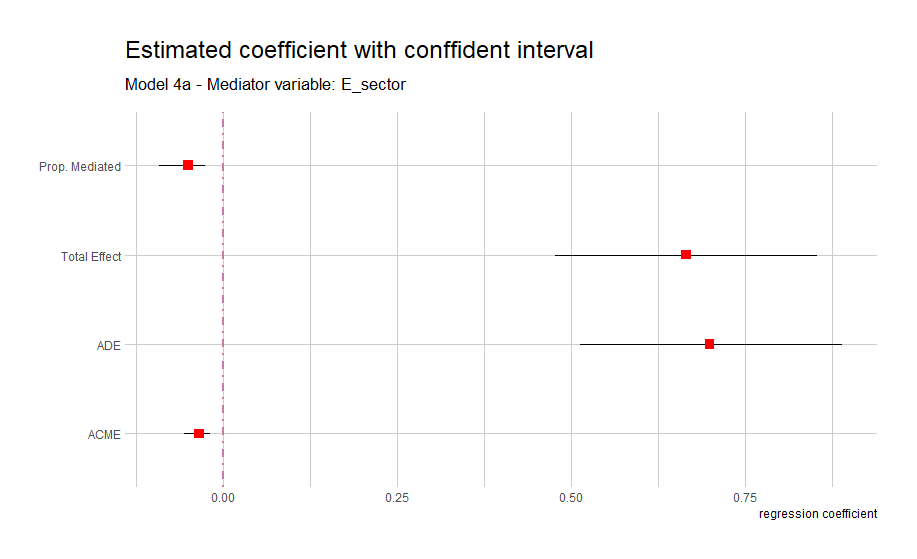 Estimated coefficient with conffident interval
Model 4a - Mediator variable: E_sector
Prop. Mediated
Total Effect
ADE
ACME
0.00 0.25 0.50 0.75
regression coefficient